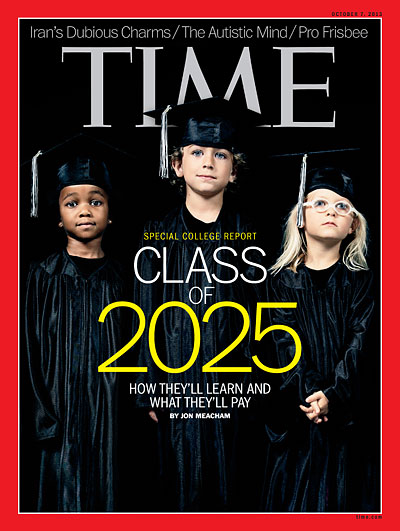 OCTOBER 7, 2013
Iran's Dubious Charms/The Autistic Mind/Pro Frisbee
TIME
SPECIAL COLLEGE REPORT
CLASS
OF
2025
HOW THEY'LL LEARN AND
WHAT THEY'LL PAY
BY JON MEACHAM
time.com